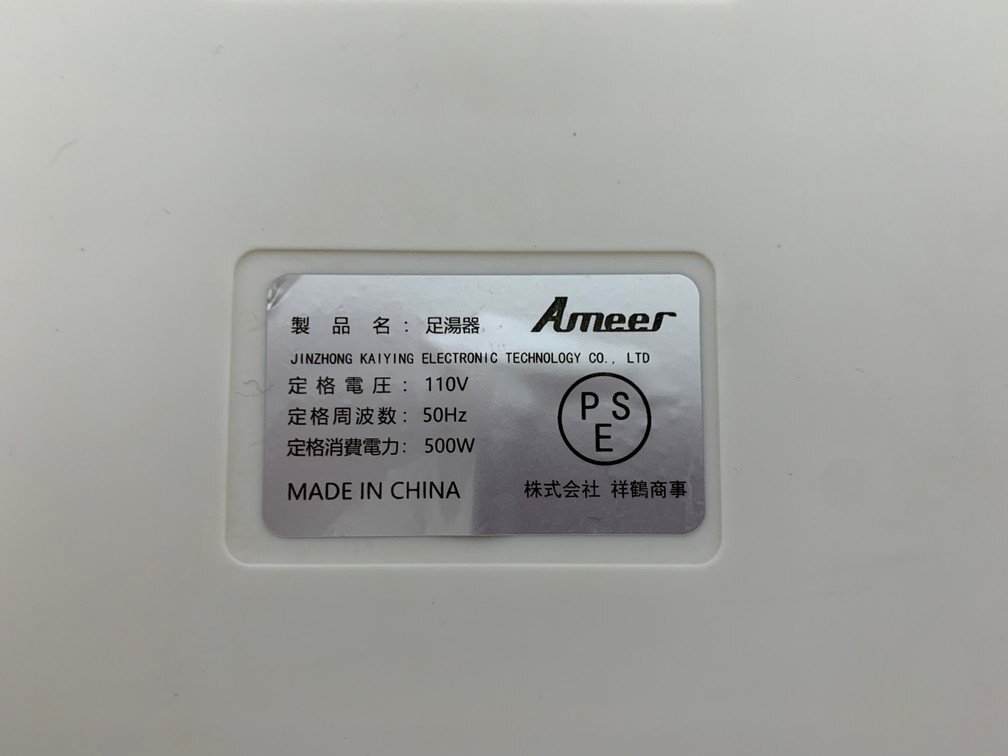 製品名：足湯器
Ameer
JINZHONG KAIYING ELECTRONIC TECHNOLOGY CO., LTD
定格電圧：110V
定格周波数：50Hz
定格消費電力：500W
PS
E
MADE IN CHINA
株式会社 祥鶴商事